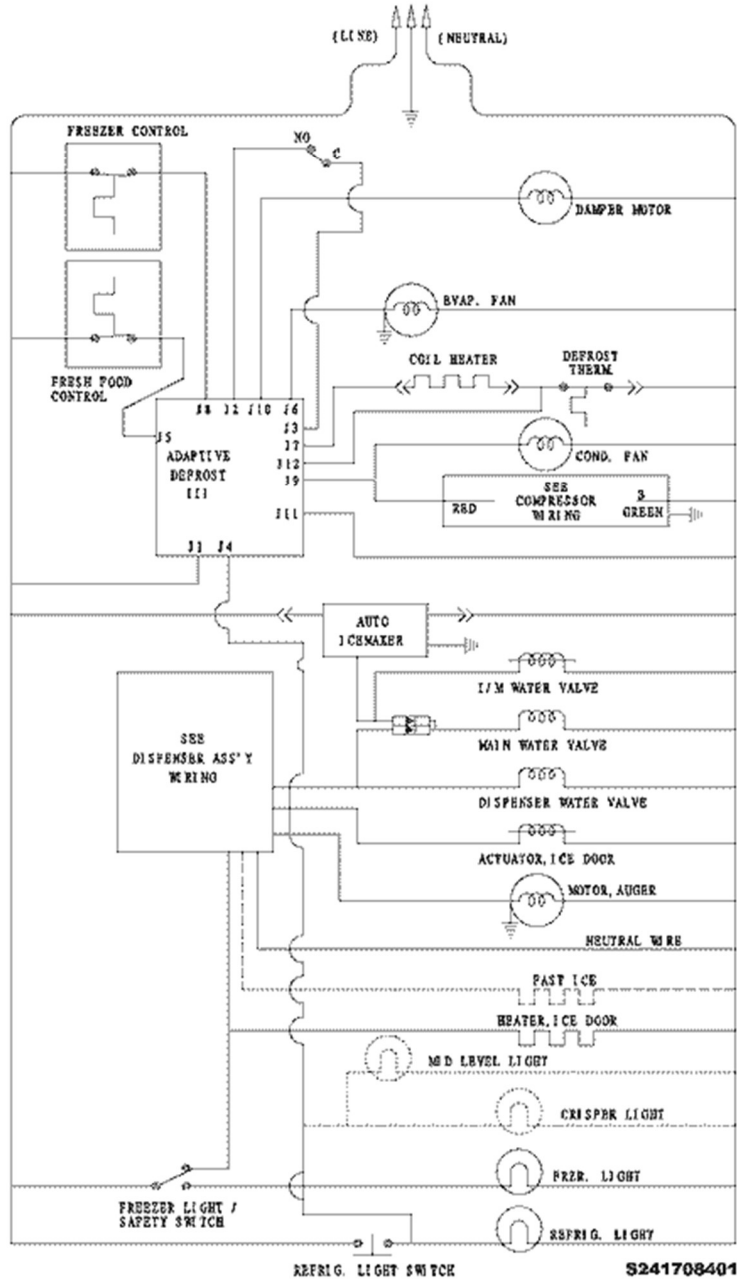 (LINE)
(NEUTRAL)
FREEZER CONTROL
NO
C
DAMPER MOTOR
EVAP. FAN
COIL HEATER
DEFROST
THERM.
FRESH FOOD
CONTROL
J8 J2 J10 J6
J3
J5
J7
ADAPTIVE
DEFROST
III
J12
J9
J11
COND. FAN
SEE
COMPRESSOR
WIRING
RED
3
GREEN
J1 J4
AUTO
ICEMAKER
I/M WATER VALVE
SEE
DISPENSER ASS'Y
WIRING
MAIN WATER VALVE
DISPENSER WATER VALVE
ACTUATOR, ICE DOOR
MOTOR, AUGER
NEUTRAL WIRE
FAST ICE
HEATER, ICE DOOR
MID LEVEL LIGHT
CRISPER LIGHT
FRZR. LIGHT
FREEZER LIGHT /
SAFETY SWITCH
REFRIG. LIGHT
REFRIG. LIGHT SWITCH
S241708401